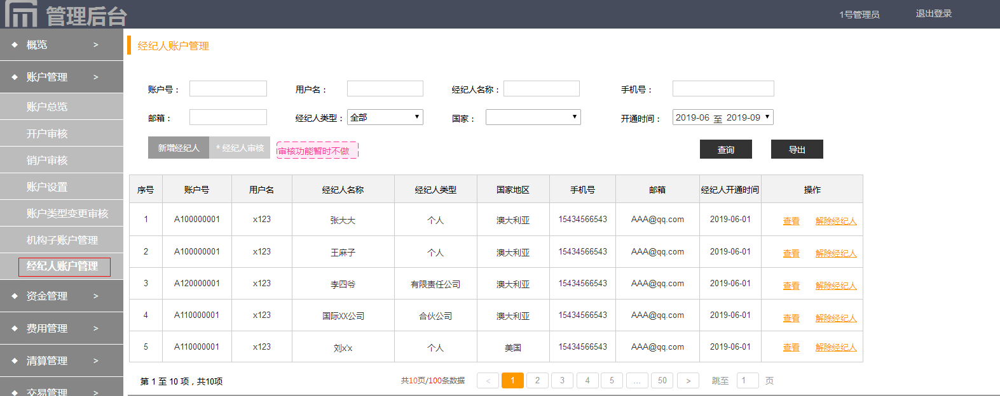 管理后台
1号管理员 退出登录
◆ 概览 >
◆ 账户管理 >
账户总览
开户审核
销户审核
账户设置
账户类型变更审核
机构子账户管理
经纪人账户管理
◆ 资金管理 >
◆ 费用管理 >
◆ 清算管理 >
◆ 交易管理 >
经纪人账户管理
账户号： 用户名： 经纪人名称： 手机号：
邮箱： 经纪人类型： 全部 国家： 开通时间： 2019-06 至 2019-09
新增经纪人 * 经纪人审核 审核功能暂时不做 查询 导出
序号 账户号 用户名 经纪人名称 经纪人类型 国家地区 手机号 邮箱 经纪人开通时间 操作
1 A100000001 x123 张大大 个人 澳大利亚 15434566543 AAA@qq.com 2019-06-01 查看 解除经纪人
2 A100000001 x123 王麻子 个人 澳大利亚 15434566543 AAA@qq.com 2019-06-01 查看 解除经纪人
3 A120000001 x123 李四爷 有限责任公司 澳大利亚 15434566543 AAA@qq.com 2019-06-01 查看 解除经纪人
4 A110000001 x123 国际XX公司 合伙公司 澳大利亚 15434566543 AAA@qq.com 2019-06-01 查看 解除经纪人
5 A110000001 x123 刘x'x 个人 美国 15434566543 AAA@qq.com 2019-06-01 查看 解除经纪人
第 1 至 10 项，共10项 共10页/100条数据 < 1 2 3 4 5 ... 50 > 跳至 1 页